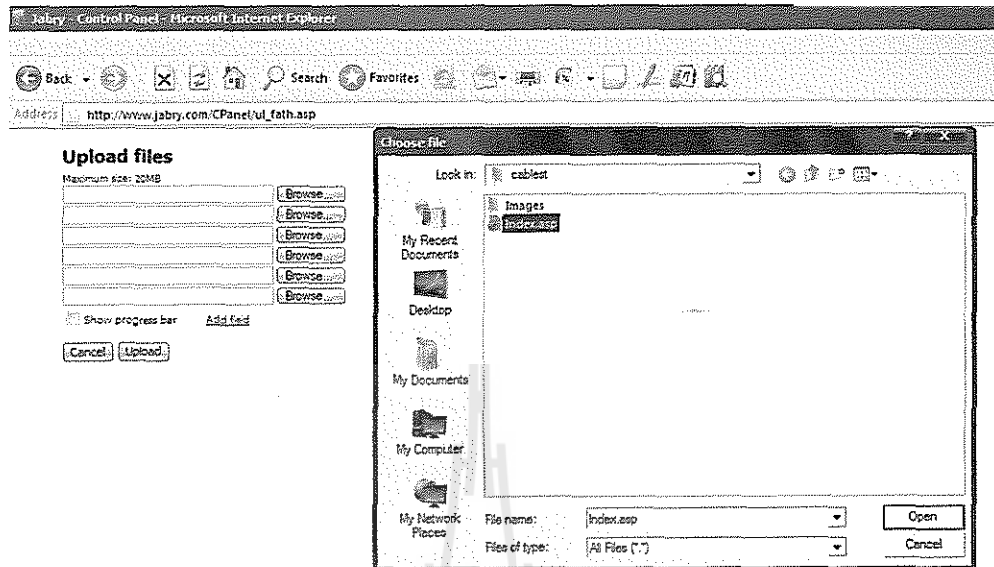 Jabry - Control Panel - Microsoft Internet Explorer
Back Search Favorites
Address http://www.jabry.com/CPanel/ul_fath.asp
Upload files
Maximum size: 20MB
Browse...
Browse...
Browse...
Browse...
Browse...
Browse...
Show progress bar Add field
Cancel Upload
Choose file
Look in: cablest
My Recent Documents
Desktop
My Documents
My Computer
My Network Places
Images
Index.asp
File name: Index.asp Open
Files of type: All Files (*.*) Cancel